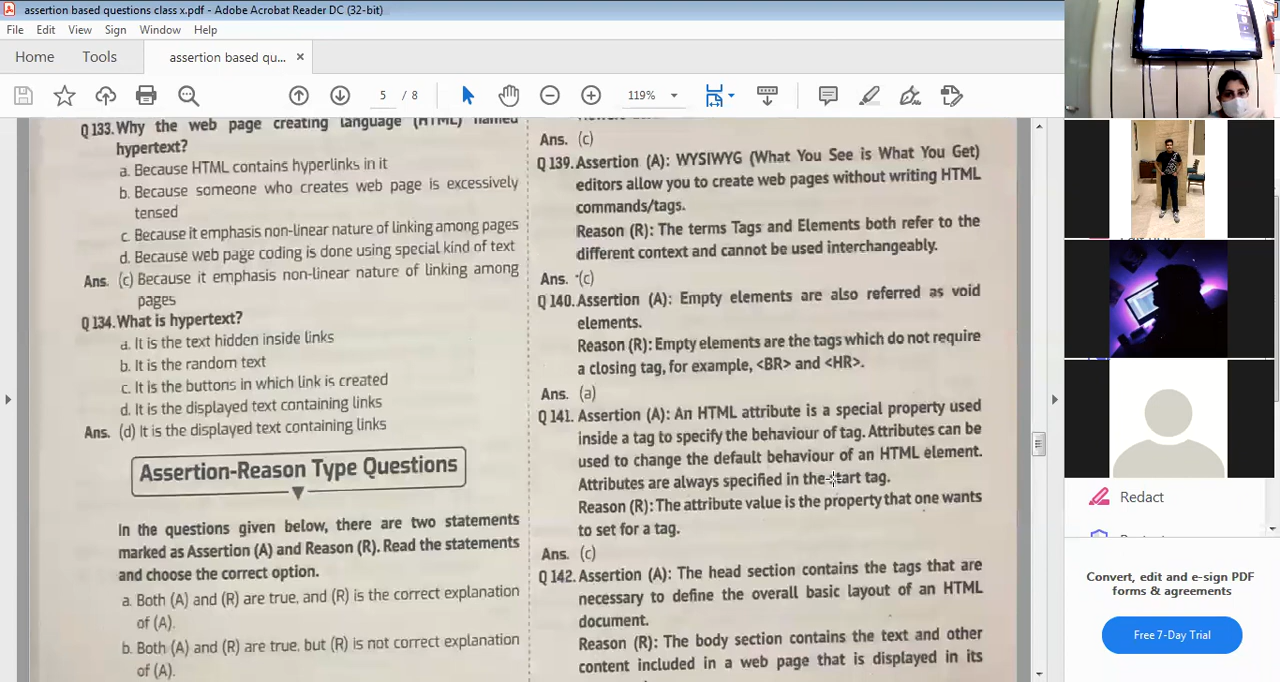 assertion based questions class x.pdf - Adobe Acrobat Reader DC (32-bit)
File Edit View Sign Window Help
Home Tools assertion based qu... ×
5 / 8 119%
Q 133. Why the web page creating language (HTML) named
hypertext?
a. Because HTML contains hyperlinks in it
b. Because someone who creates web page is excessively
tensed
c. Because it emphasis non-linear nature of linking among pages
d. Because web page coding is done using special kind of text
Ans. (c) Because it emphasis non-linear nature of linking among
pages
Q 134. What is hypertext?
a. It is the text hidden inside links
b. It is the random text
c. It is the buttons in which link is created
d. It is the displayed text containing links
Ans. (d) It is the displayed text containing links
Assertion-Reason Type Questions
In the questions given below, there are two statements
marked as Assertion (A) and Reason (R). Read the statements
and choose the correct option.
a. Both (A) and (R) are true, and (R) is the correct explanation
of (A).
b. Both (A) and (R) are true, but (R) is not correct explanation
of (A).
Ans. (c)
Q 139. Assertion (A): WYSIWYG (What You See is What You Get)
editors allow you to create web pages without writing HTML
commands/tags.
Reason (R): The terms Tags and Elements both refer to the
different context and cannot be used interchangeably.
Ans. (c)
Q 140. Assertion (A): Empty elements are also referred as void
elements.
Reason (R): Empty elements are the tags which do not require
a closing tag, for example, <BR> and <HR>.
Ans. (a)
Q 141. Assertion (A): An HTML attribute is a special property used
inside a tag to specify the behaviour of tag. Attributes can be
used to change the default behaviour of an HTML element.
Attributes are always specified in the start tag.
Reason (R): The attribute value is the property that one wants
to set for a tag.
Ans. (c)
Q 142. Assertion (A): The head section contains the tags that are
necessary to define the overall basic layout of an HTML
document.
Reason (R): The body section contains the text and other
content included in a web page that is displayed in its
Redact
Convert, edit and e-sign PDF
forms & agreements
Free 7-Day Trial